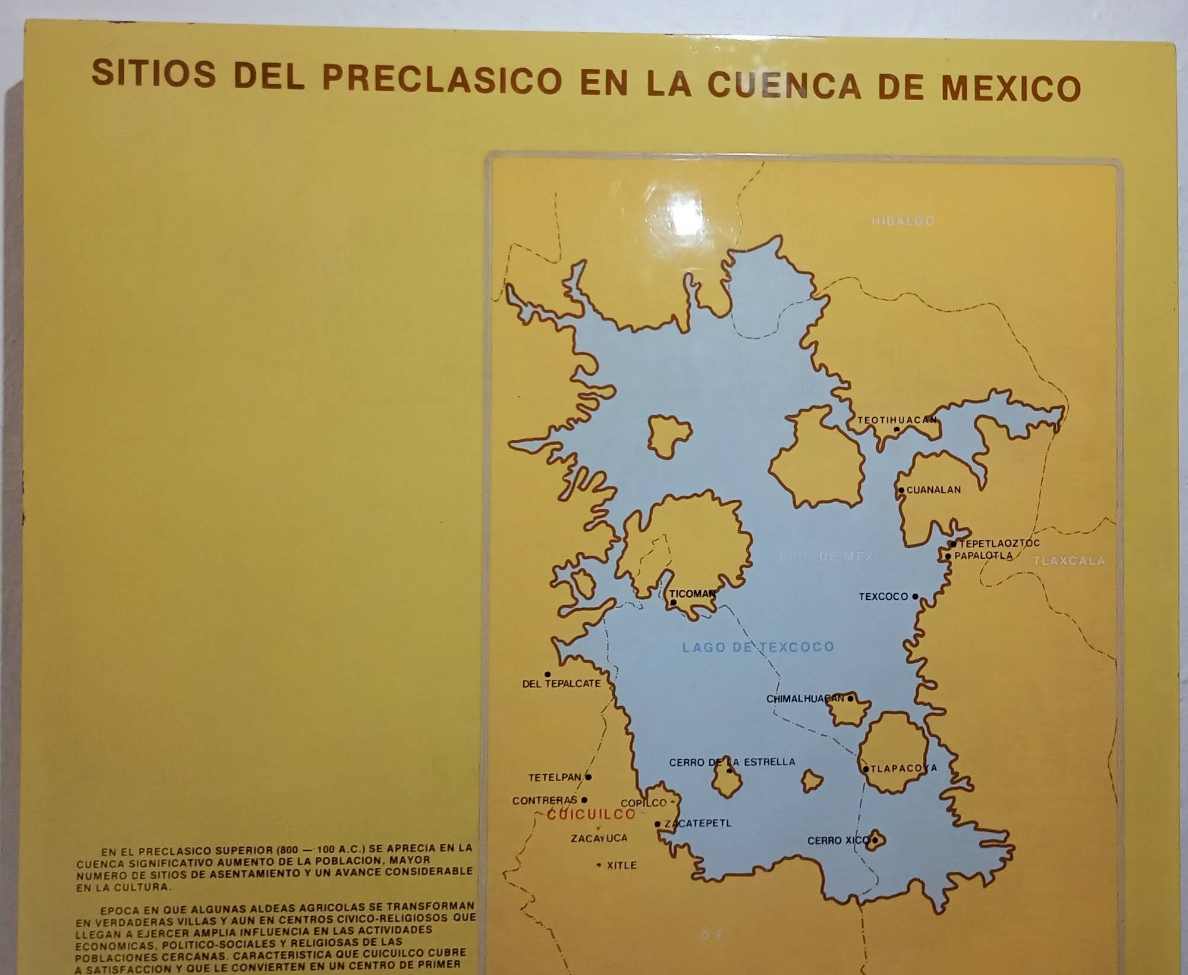 SITIOS DEL PRECLASICO EN LA CUENCA DE MEXICO
HIDALGO
TEOTIHUACAN
CUANALAN
EDO. DE MEX.
TEPETLAOZTOC
PAPALOTLA
TLAXCALA
TICOMAN
TEXCOCO
LAGO DE TEXCOCO
DEL TEPALCATE
CHIMALHUACAN
CERRO DE LA ESTRELLA
TLAPACOYA
TETELPAN
CONTRERAS
COPILCO
CUICUILCO
ZACATEPETL
ZACAYUCA
CERRO XICO
XITLE
D.F.
EN EL PRECLASICO SUPERIOR (800 — 100 A.C.) SE APRECIA EN LA
CUENCA SIGNIFICATIVO AUMENTO DE LA POBLACION, MAYOR
NUMERO DE SITIOS DE ASENTAMIENTO Y UN AVANCE CONSIDERABLE
EN LA CULTURA.
EPOCA EN QUE ALGUNAS ALDEAS AGRICOLAS SE TRANSFORMAN
EN VERDADERAS VILLAS Y AUN EN CENTROS CIVICO-RELIGIOSOS QUE
LLEGAN A EJERCER AMPLIA INFLUENCIA EN LAS ACTIVIDADES
ECONOMICAS, POLITICO-SOCIALES Y RELIGIOSAS DE LAS
POBLACIONES CERCANAS. CARACTERISTICA QUE CUICUILCO CUBRE
A SATISFACCION Y QUE LE CONVIERTEN EN UN CENTRO DE PRIMER